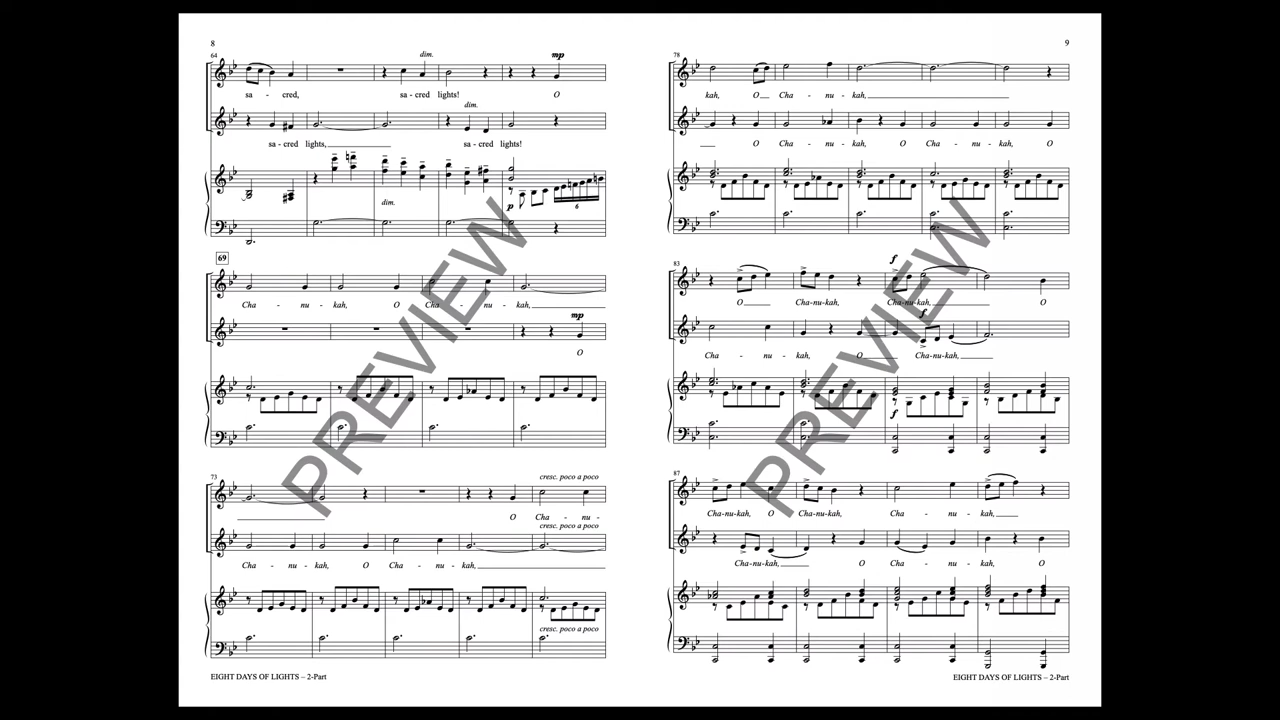 8
64
dim.
mp
sa - cred, sa - cred lights! O
dim.
sa - cred lights, sa - cred lights!
dim.
p
6
69
Cha - nu - kah, O Cha - nu - kah,
mp
O
73
cresc. poco a poco
O Cha - nu -
cresc. poco a poco
Cha - nu - kah, O Cha - nu - kah,
cresc. poco a poco
EIGHT DAYS OF LIGHTS – 2-Part
PREVIEW
9
78
kah, O Cha - nu - kah,
O Cha - nu - kah, O Cha - nu - kah, O
83
f
O Cha-nu-kah, Cha-nu-kah, O
f
Cha - nu - kah, O Cha-nu-kah,
f
87
Cha-nu-kah, O Cha-nu-kah, Cha - nu-kah,
Cha-nu-kah, O Cha - nu-kah, O
EIGHT DAYS OF LIGHTS – 2-Part
PREVIEW